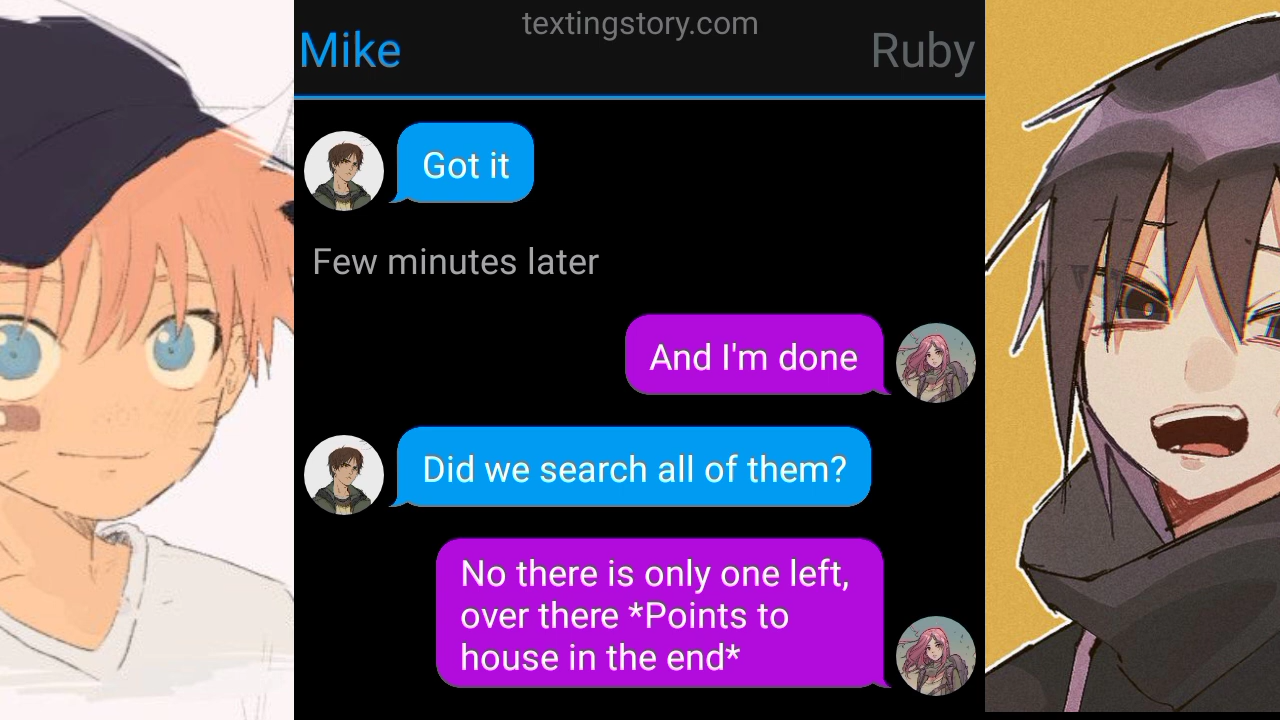 textingstory.com
Mike
Ruby
Got it
Few minutes later
And I'm done
Did we search all of them?
No there is only one left,
over there *Points to
house in the end*